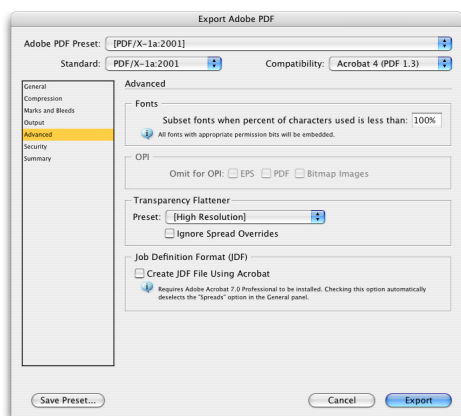 Export Adobe PDF
Adobe PDF Preset: [PDF/X-1a:2001]
Standard: PDF/X-1a:2001 Compatibility: Acrobat 4 (PDF 1.3)
General
Compression
Marks and Bleeds
Output
Advanced
Security
Summary
Advanced
Fonts
Subset fonts when percent of characters used is less than: 100%
All fonts with appropriate permission bits will be embedded.
OPI
Omit for OPI: EPS PDF Bitmap Images
Transparency Flattener
Preset: [High Resolution]
Ignore Spread Overrides
Job Definition Format (JDF)
Create JDF File Using Acrobat
Requires Adobe Acrobat 7.0 Professional to be installed. Checking this option automatically
deselects the "Spreads" option in the General panel.
Save Preset... Cancel Export